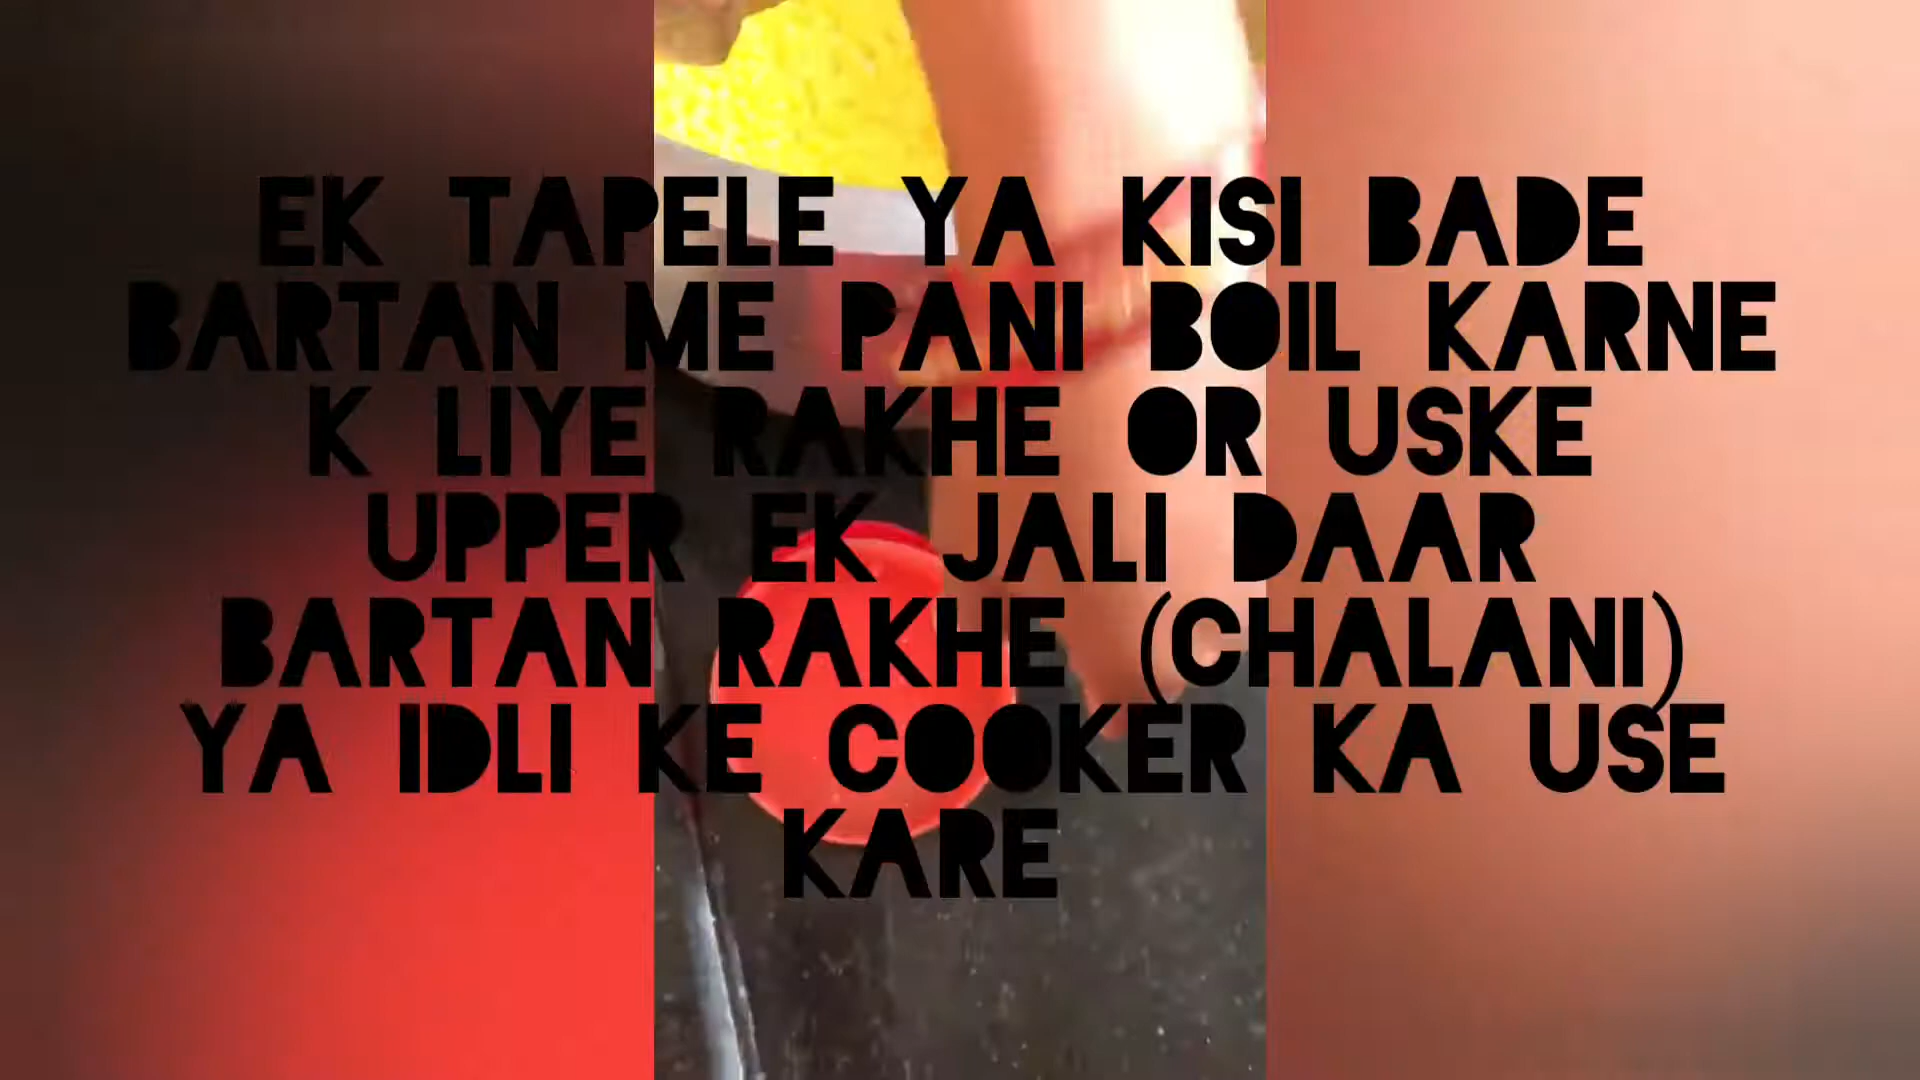 EK TAPELE YA KISI BADE
BARTAN ME PANI BOIL KARNE
K LIYE RAKHE OR USKE
UPPER EK JALI DAAR
BARTAN RAKHE (CHALANI)
YA IDLI KE COOKER KA USE
KARE